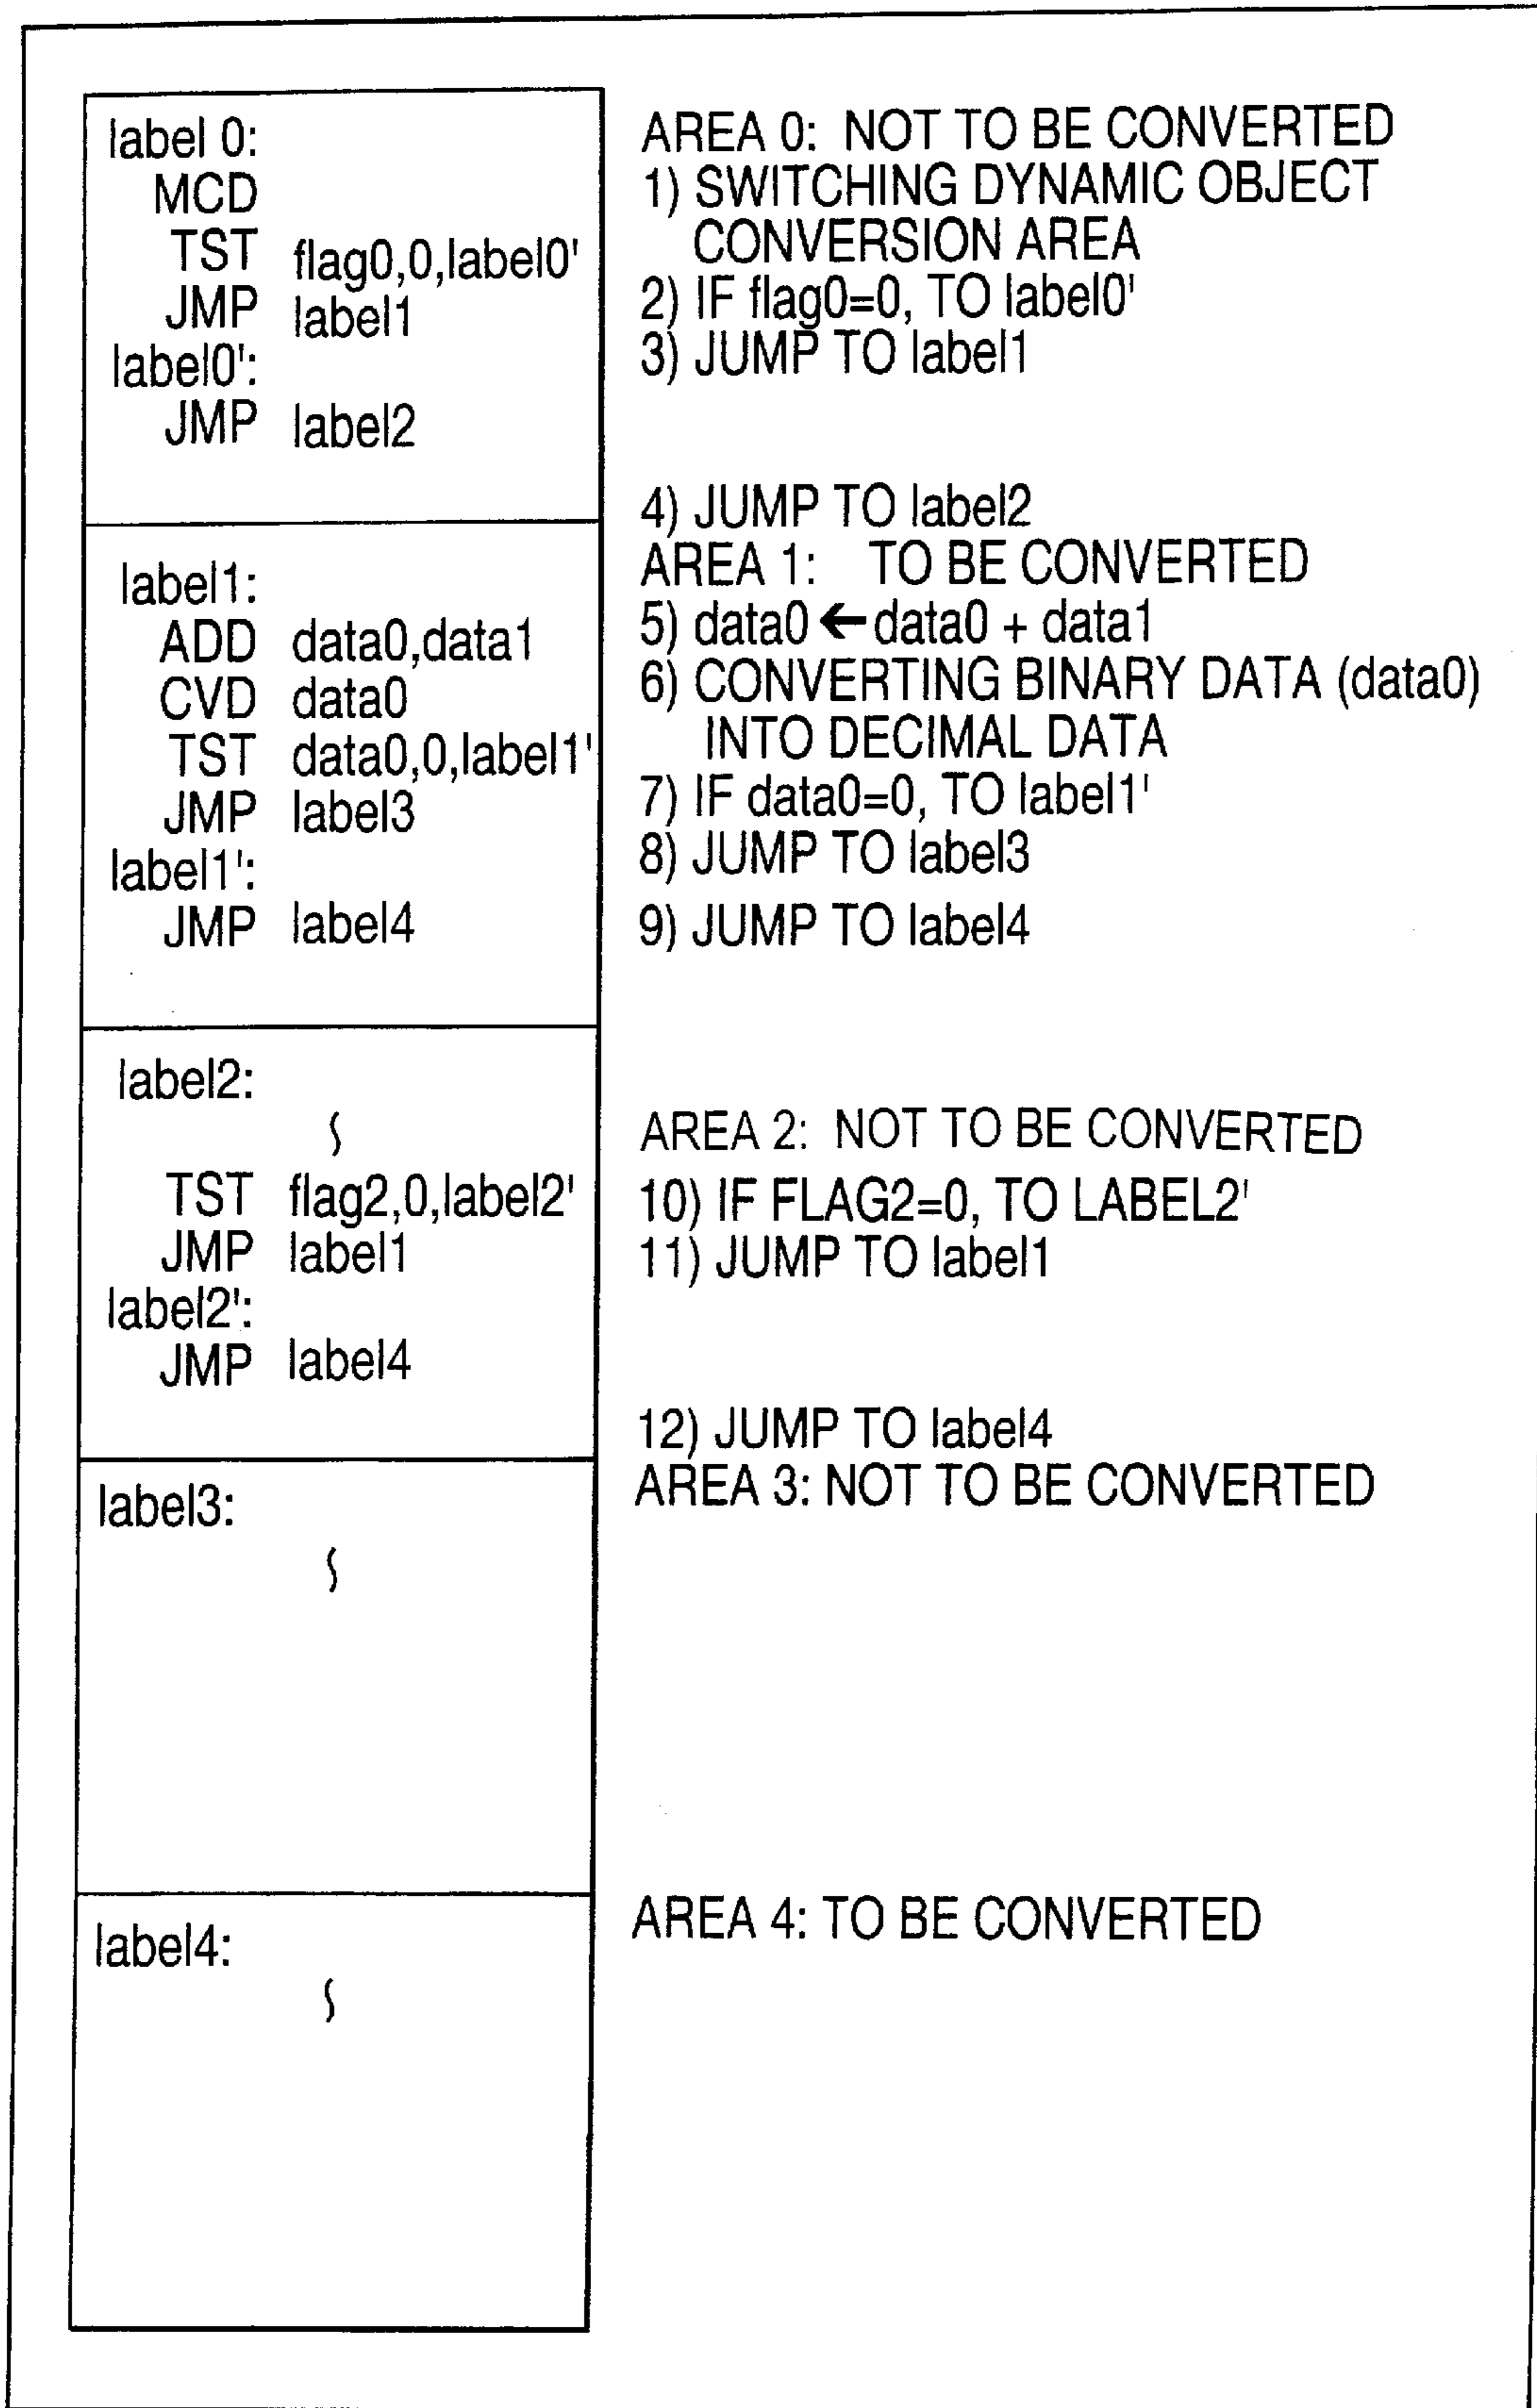 label 0:
MCD
TST flag0,0,label0'
JMP label1
label0':
JMP label2
AREA 0: NOT TO BE CONVERTED
1) SWITCHING DYNAMIC OBJECT
CONVERSION AREA
2) IF flag0=0, TO label0'
3) JUMP TO label1
4) JUMP TO label2
label1:
ADD data0,data1
CVD data0
TST data0,0,label1'
JMP label3
label1':
JMP label4
AREA 1: TO BE CONVERTED
5) data0 ← data0 + data1
6) CONVERTING BINARY DATA (data0)
INTO DECIMAL DATA
7) IF data0=0, TO label1'
8) JUMP TO label3
9) JUMP TO label4
label2:
TST flag2,0,label2'
JMP label1
label2':
JMP label4
AREA 2: NOT TO BE CONVERTED
10) IF FLAG2=0, TO LABEL2'
11) JUMP TO label1
12) JUMP TO label4
label3:
AREA 3: NOT TO BE CONVERTED
label4:
AREA 4: TO BE CONVERTED